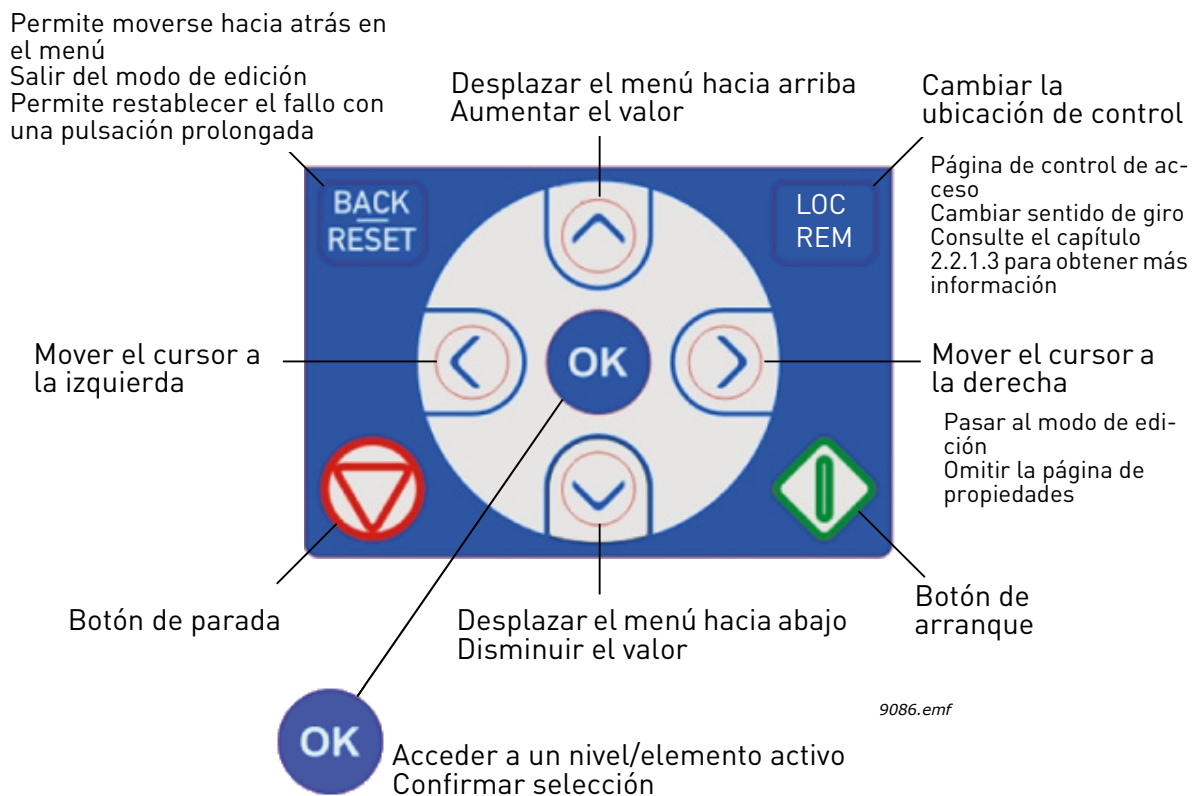 Permite moverse hacia atrás en
el menú
Salir del modo de edición
Permite restablecer el fallo con
una pulsación prolongada
Desplazar el menú hacia arriba
Aumentar el valor
Cambiar la
ubicación de control
Página de control de ac-
ceso
Cambiar sentido de giro
Consulte el capítulo
2.2.1.3 para obtener más
información
BACK
RESET
LOC
REM
Mover el cursor a
la izquierda
OK
Mover el cursor a
la derecha
Pasar al modo de edi-
ción
Omitir la página de
propiedades
Botón de parada
Desplazar el menú hacia abajo
Disminuir el valor
Botón de
arranque
9086.emf
OK
Acceder a un nivel/elemento activo
Confirmar selección